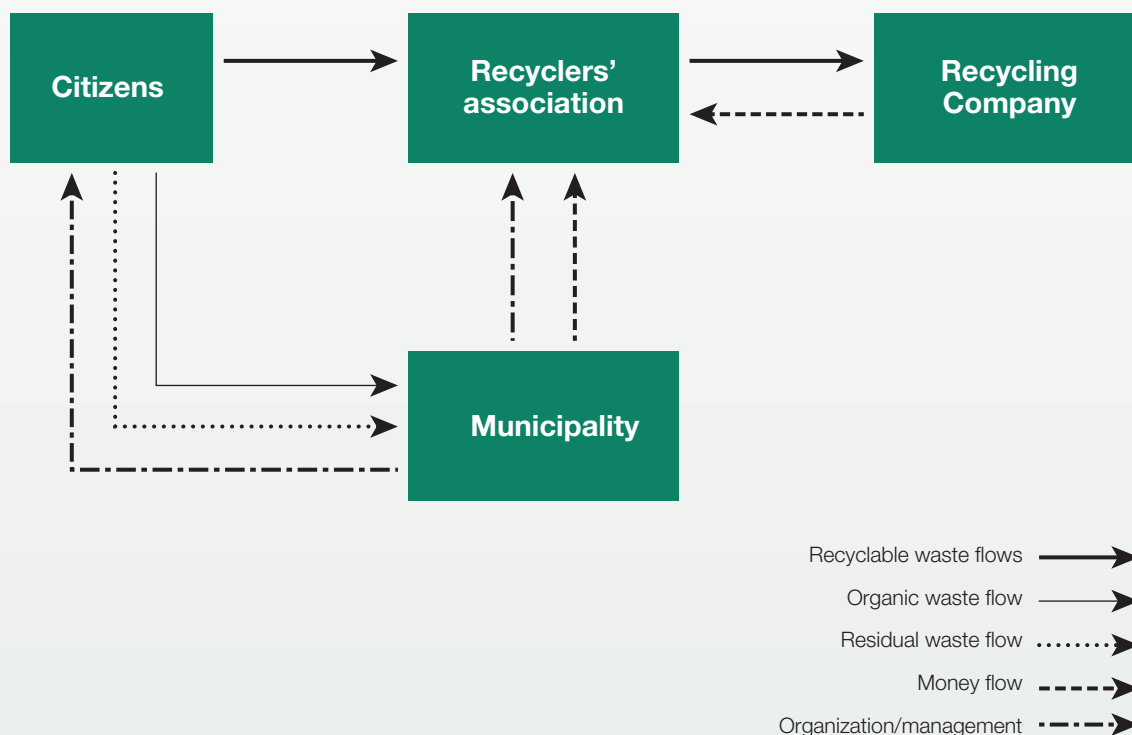 Citizens
Recyclers’
association
Recycling
Company
Municipality
Recyclable waste flows
Organic waste flow
Residual waste flow
Money flow
Organization/management